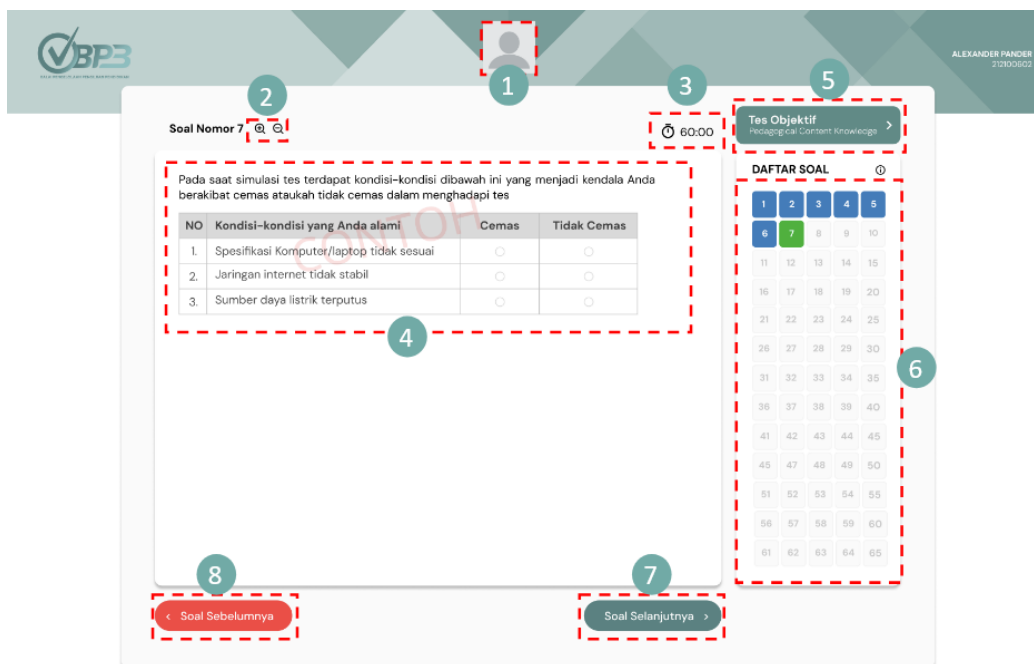 VBPB
ALEXANDER PANDER
212100602
1
2
3
5
Soal Nomor 7
60:00
Tes Objektif
Pedagogical Content Knowledge
Pada saat simulasi tes terdapat kondisi-kondisi dibawah ini yang menjadi kendala Anda
berakibat cemas ataukah tidak cemas dalam menghadapi tes
NO Kondisi-kondisi yang Anda alami Cemas Tidak Cemas
1. Spesifikasi Komputer/laptop tidak sesuai
2. Jaringan internet tidak stabil
3. Sumber daya listrik terputus
CONTOH
4
DAFTAR SOAL
1 2 3 4 5
6 7 8 9 10
11 12 13 14 15
16 17 18 19 20
21 22 23 24 25
26 27 28 29 30
31 32 33 34 35
36 37 38 39 40
41 42 43 44 45
45 47 48 49 50
51 52 53 54 55
56 57 58 59 60
61 62 63 64 65
6
8
7
Soal Sebelumnya
Soal Selanjutnya